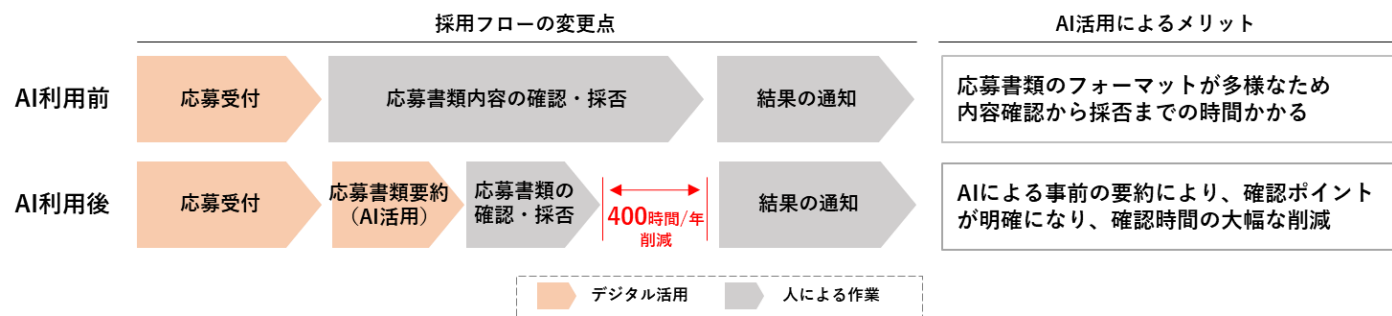 採用フローの変更点
AI活用によるメリット
AI利用前
応募受付
応募書類内容の確認・採否
結果の通知
応募書類のフォーマットが多様なため
内容確認から採否までの時間かかる
AI利用後
応募受付
応募書類要約
（AI活用）
応募書類の
確認・採否
400時間/年
削減
結果の通知
AIによる事前の要約により、確認ポイント
が明確になり、確認時間の大幅な削減
デジタル活用
人による作業